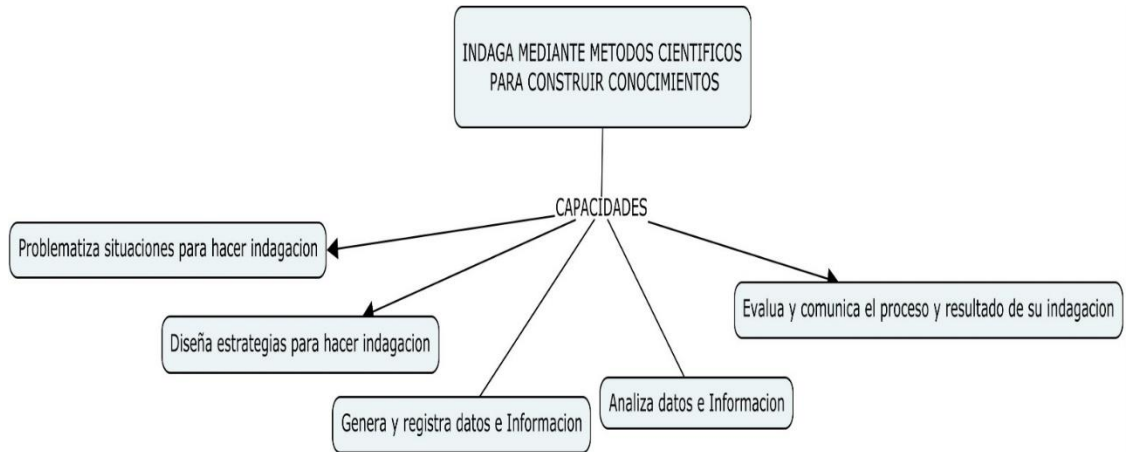 INDAGA MEDIANTE METODOS CIENTIFICOS
PARA CONSTRUIR CONOCIMIENTOS
CAPACIDADES
Problematiza situaciones para hacer indagacion
Diseña estrategias para hacer indagacion
Genera y registra datos e Informacion
Analiza datos e Informacion
Evalua y comunica el proceso y resultado de su indagacion